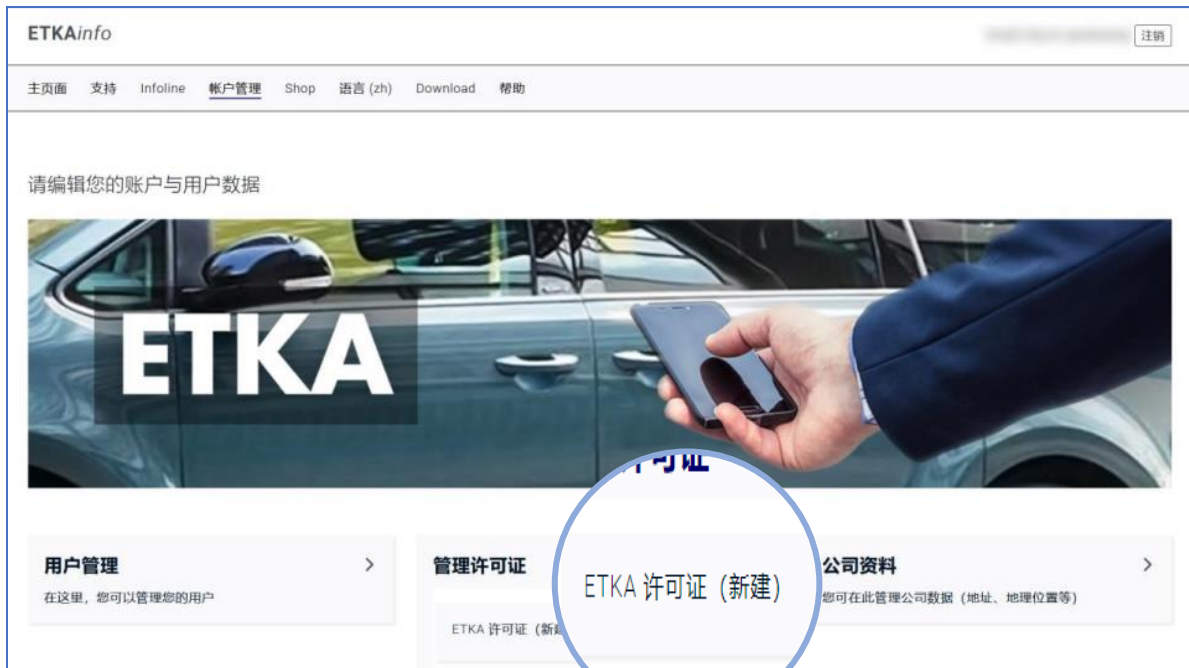 ETKAinfo
注销
主页面 支持 Infoline 帐户管理 Shop 语言 (zh) Download 帮助
请编辑您的账户与用户数据
ETKA
许可证
用户管理
在这里，您可以管理您的用户
管理许可证
ETKA 许可证（新建）
ETKA 许可证（新建
公司资料
您可在此管理公司数据（地址、地理位置等）